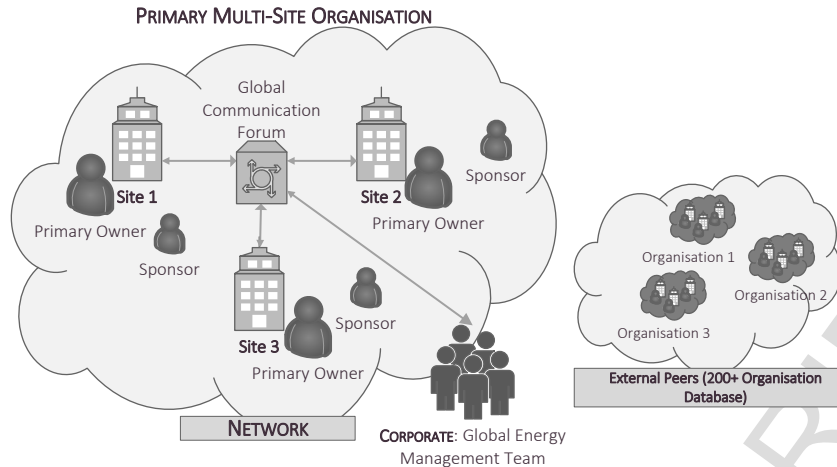 PRIMARY MULTI-SITE ORGANISATION
Global
Communication
Forum
Site 1
Primary Owner
Sponsor
Site 2
Primary Owner
Sponsor
Site 3
Primary Owner
Sponsor
NETWORK
CORPORATE: Global Energy
Management Team
Organisation 1
Organisation 2
Organisation 3
External Peers (200+ Organisation
Database)